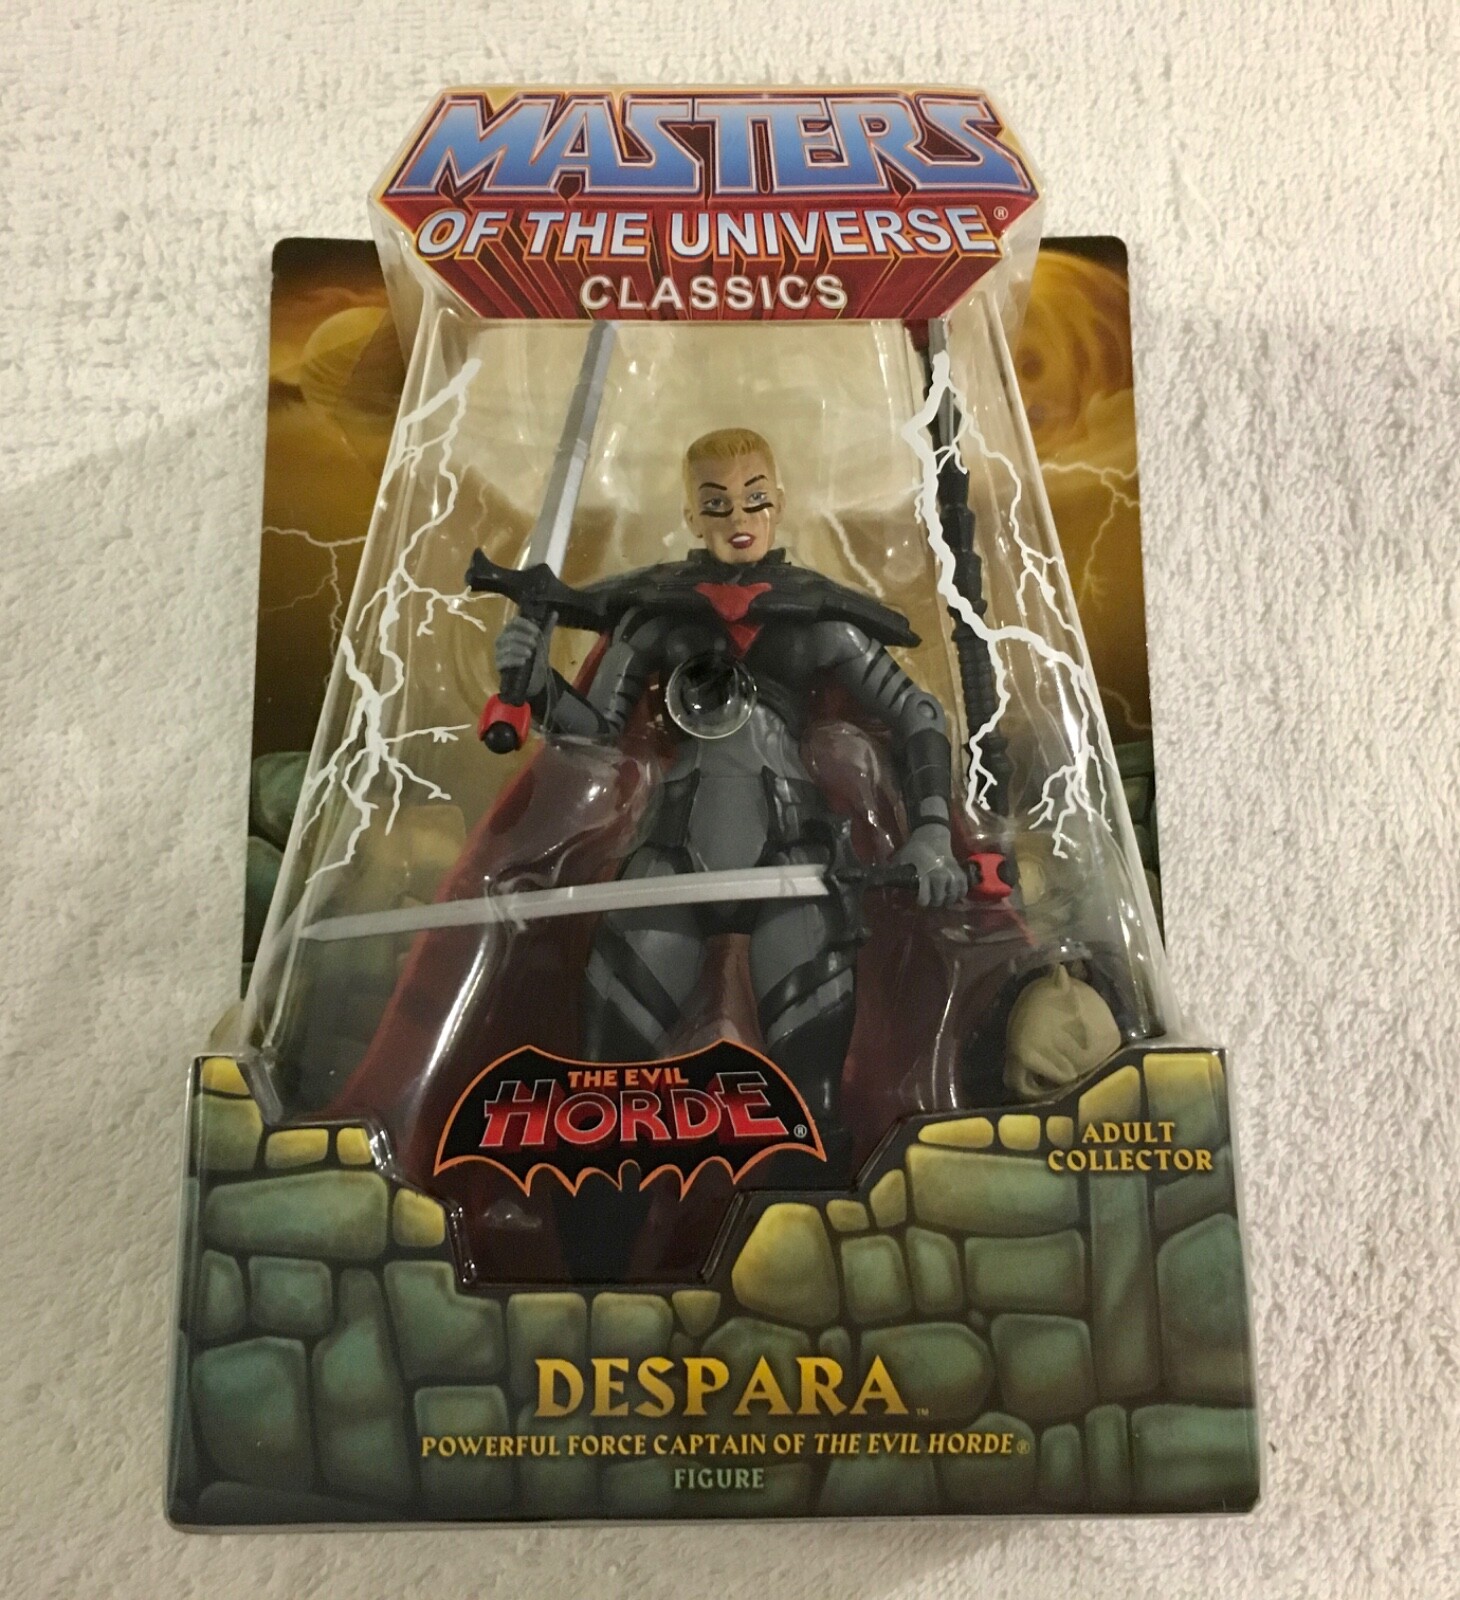 MASTERS
OF THE UNIVERSE®
CLASSICS
THE EVIL
HORDE®
ADULT
COLLECTOR
DESPARA™
POWERFUL FORCE CAPTAIN OF THE EVIL HORDE®
FIGURE